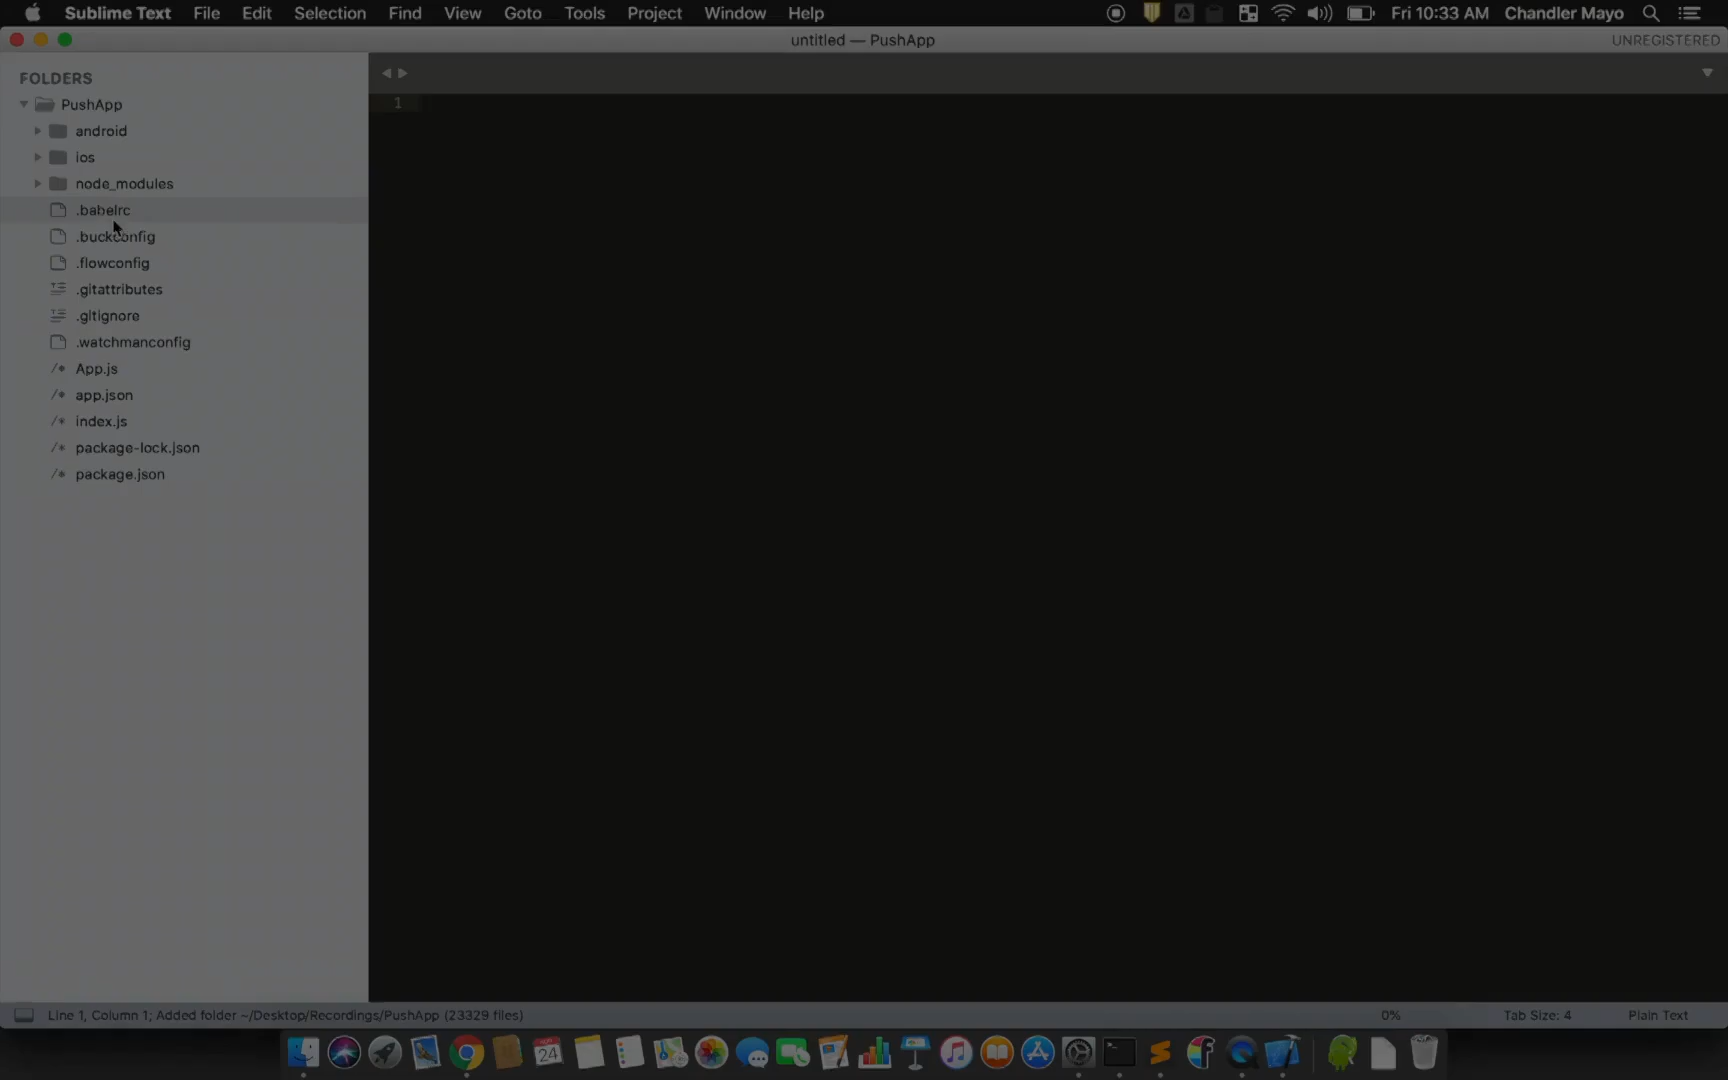 Sublime Text File Edit Selection Find View Goto Tools Project Window Help Fri 10:33 AM Chandler Mayo
untitled — PushApp UNREGISTERED
FOLDERS
PushApp
1
android
ios
node_modules
.babelrc
.buckconfig
.flowconfig
.gitattributes
.gitignore
.watchmanconfig
App.js
app.json
index.js
package-lock.json
package.json
Line 1, Column 1; Added folder ~/Desktop/Recordings/PushApp (23329 files) 0% Tab Size: 4 Plain Text
24